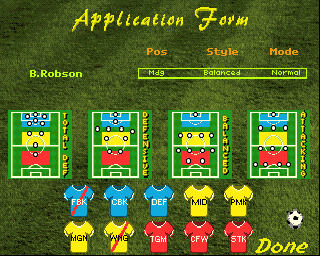 Application Form
Pos Style Mode
B.Robson Mdg Balanced Normal
TOTAL DEF DEFENSIVE BALANCED ATTACKING
FBK CBK DEF MID PMK
MGN WNG TGM CFW STK
Done